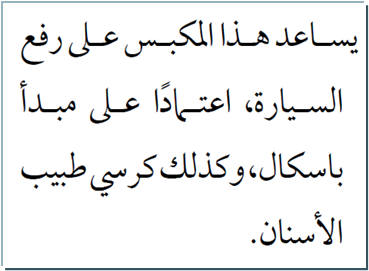 يساعد هذا المكبس على رفع
السيارة، اعتمادًا على مبدأ
باسكال، وكذلك كرسي طبيب
الأسنان.